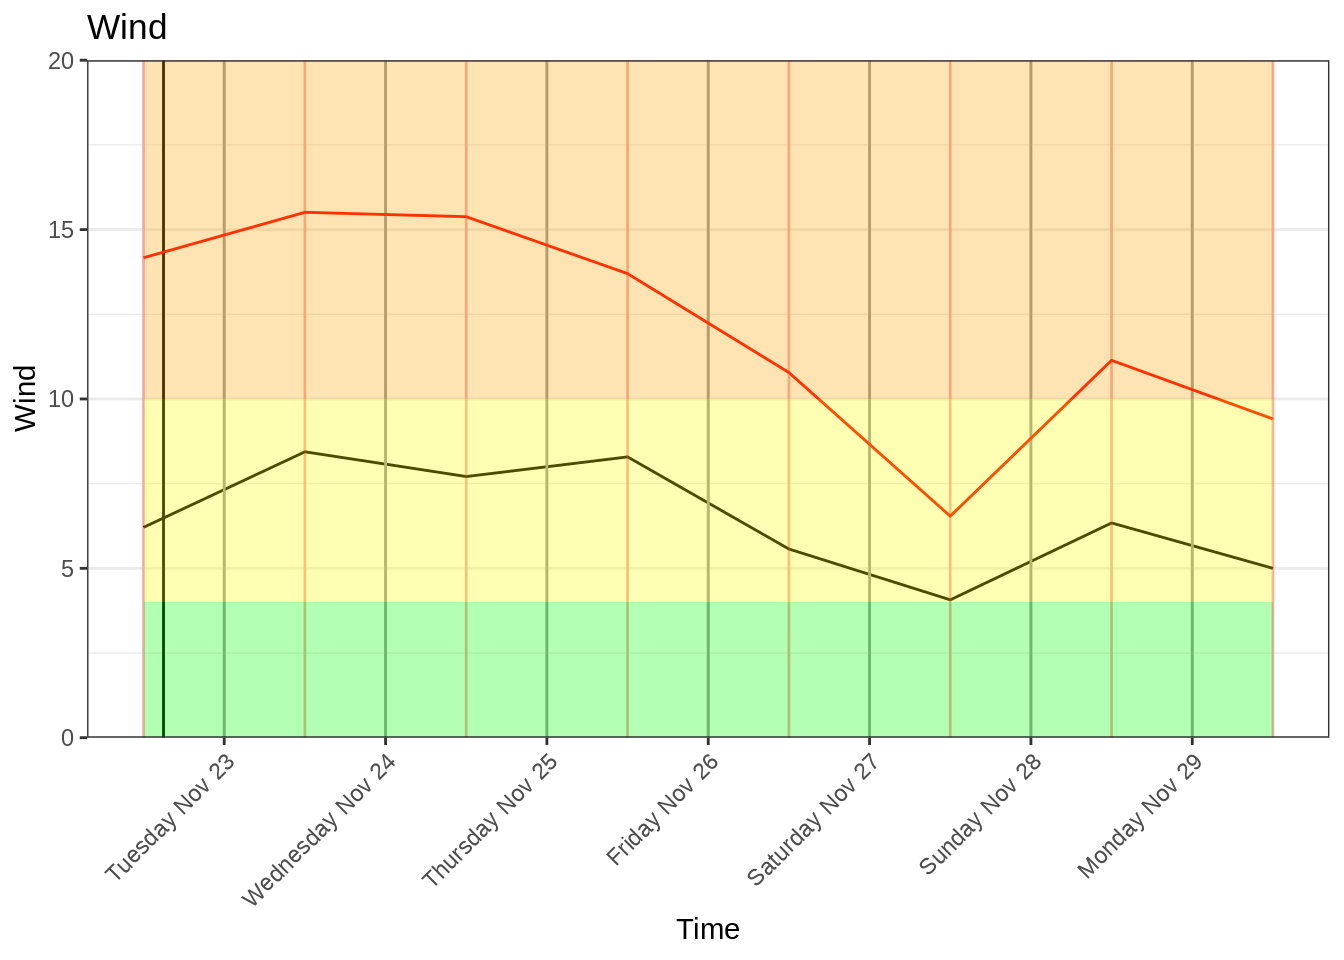 Wind
20
15
10
5
0
Wind
Tuesday Nov 23
Wednesday Nov 24
Thursday Nov 25
Friday Nov 26
Saturday Nov 27
Sunday Nov 28
Monday Nov 29
Time